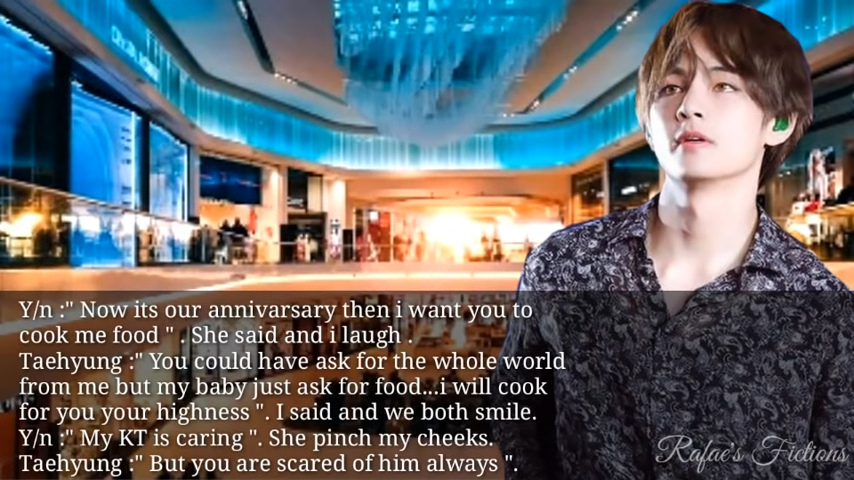 Y/n :" Now its our annivarsary then i want you to
cook me food ". She said and i laugh .
Taehyung :" You could have ask for the whole world
from me but my baby just ask for food...i will cook
for you your highness ". I said and we both smile.
Y/n :" My KT is caring ". She pinch my cheeks.
Taehyung :" But you are scared of him always ".
Rafae's Fictions